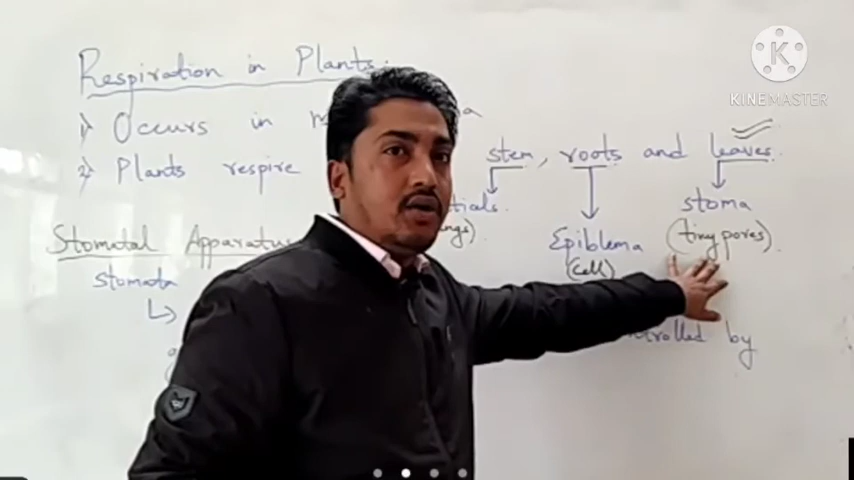 Respiration in Plants.
1) Occurs in
2) Plants respire stem, roots and leaves.
stoma
(tiny pores).
Epiblema
(cell)
Stomatal Apparatus
stomata
by
KINEMASTER